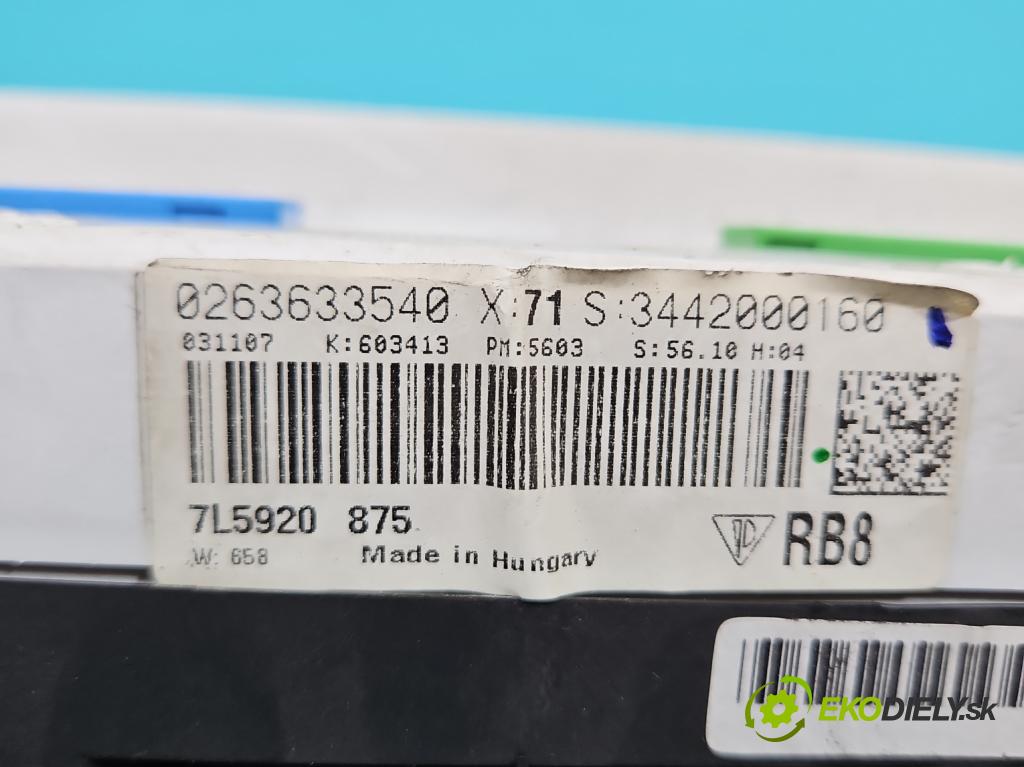 0263633540 X:71 S:3442000160
031107 K:603413 PM:5603 S:56.10 H:04
7L5920 875
W: 658 Made in Hungary
RB8
EKODIELY.sk